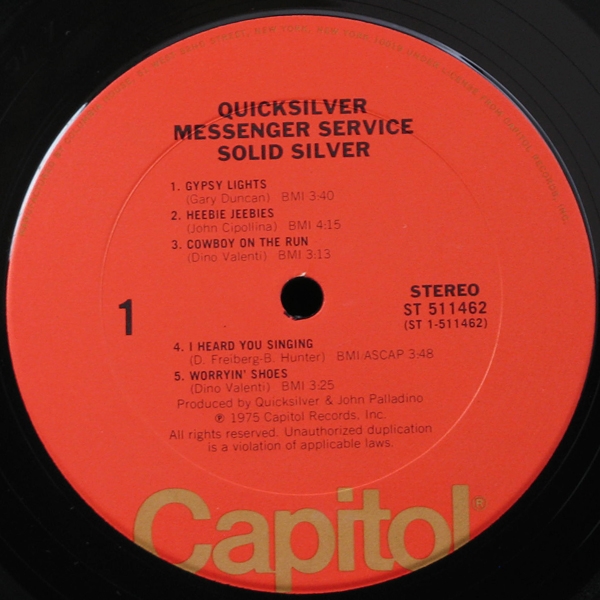 QUICKSILVER
MESSENGER SERVICE
SOLID SILVER
1. GYPSY LIGHTS
(Gary Duncan) BMI 3:40
2. HEEBIE JEEBIES
(John Cipollina) BMI 4:15
3. COWBOY ON THE RUN
(Dino Valenti) BMI 3:13
1
STEREO
ST 511462
(ST 1-511462)
4. I HEARD YOU SINGING
(D. Freiberg-B. Hunter) BMI ASCAP 3:48
5. WORRYIN' SHOES
(Dino Valenti) BMI 3:25
Produced by Quicksilver & John Palladino
℗ 1975 Capitol Records, Inc.
All rights reserved. Unauthorized duplication
is a violation of applicable laws.
Capitol®